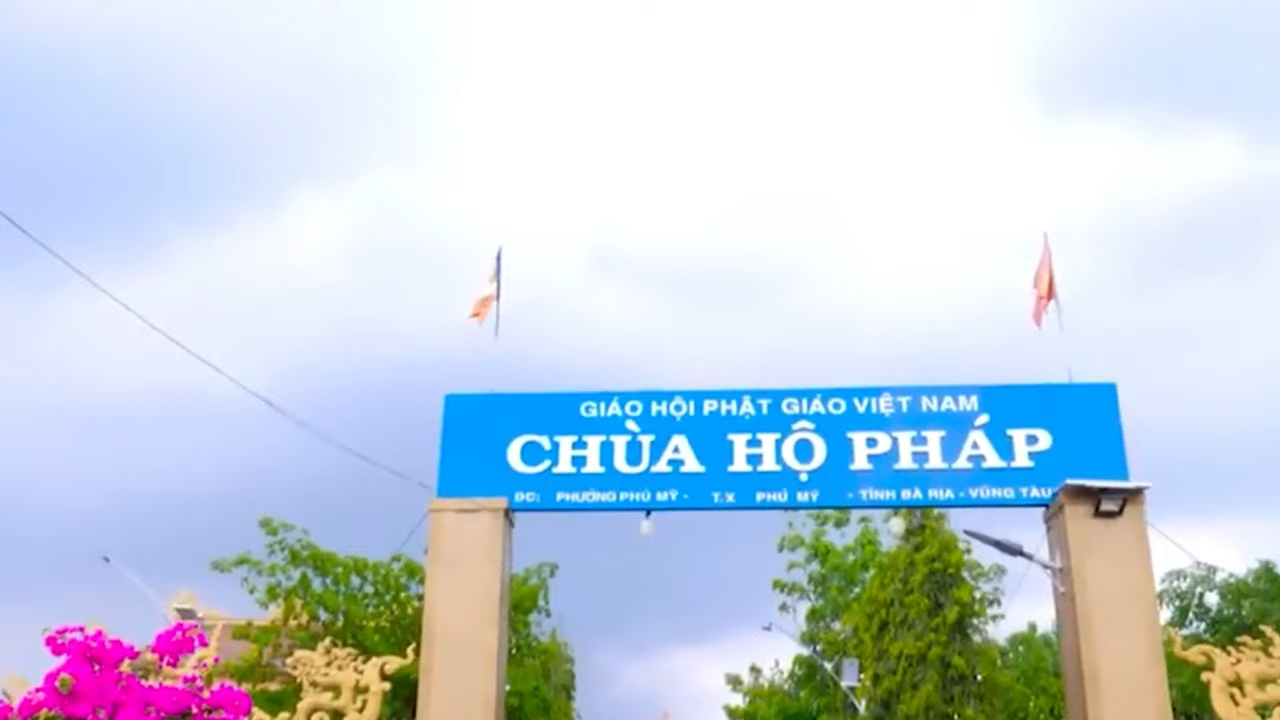 GIÁO HỘI PHẬT GIÁO VIỆT NAM
CHÙA HỘ PHÁP
ĐC: PHƯỜNG PHÚ MỸ - T.X PHÚ MỸ - TỈNH BÀ RỊA - VŨNG TÀU